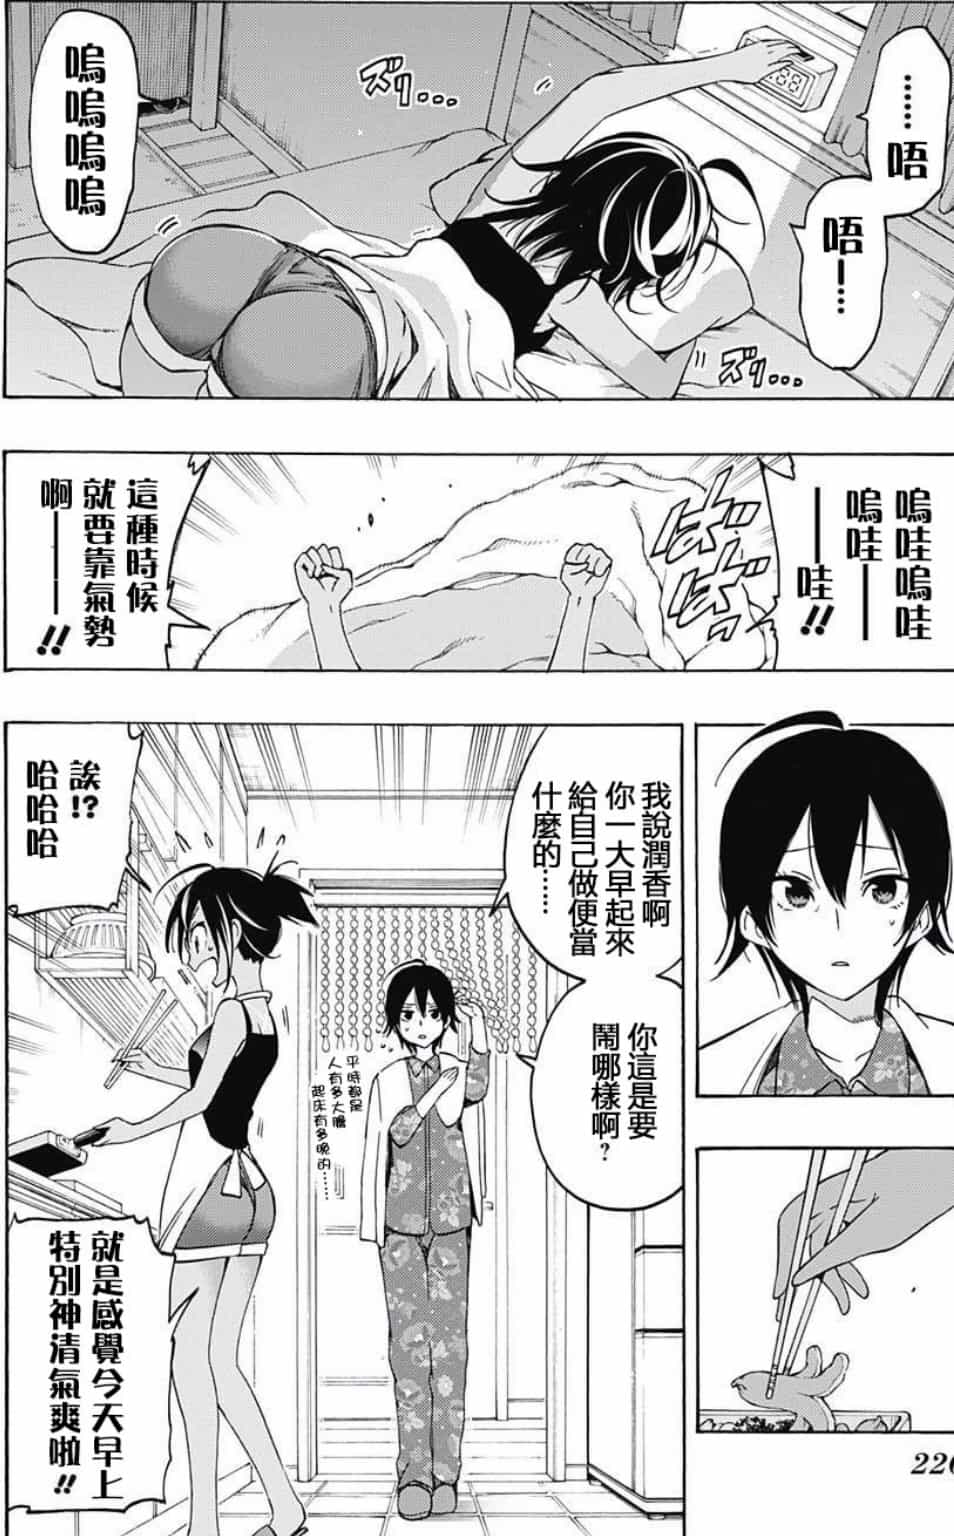 ……唔
唔—……
ズリ…
88
嗚嗚嗚嗚
ズリ…
嗚哇嗚哇
嗚哇——
——哇!!
ばばっ
這種時候
就要靠氣勢
啊———!!
我說潤香啊
你一大早起來
給自己做便當
什麼的……
你這是要
鬧哪樣啊?
平時都是
人有多大膽
起床有多晚的……
誒!?
哈哈哈
就是感覺今天早上
特別神清氣爽啦!!
220